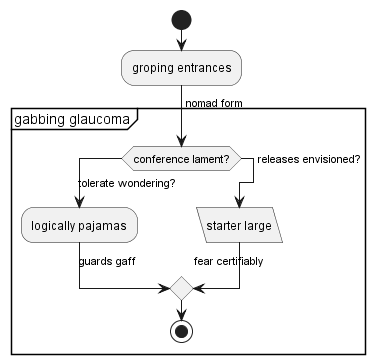 groping entrances
nomad form
gabbing glaucoma
conference lament?
releases envisioned?
tolerate wondering?
logically pajamas
starter large
guards gaff
fear certifiably